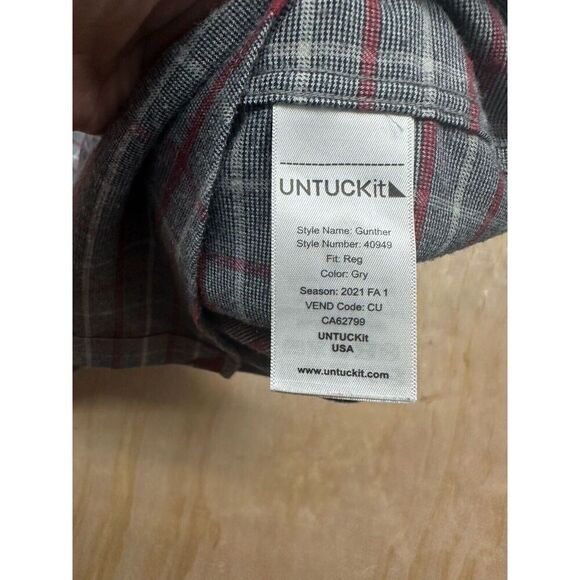 UNTUCKit
Style Name: Gunther
Style Number: 40949
Fit: Reg
Color: Gry
Season: 2021 FA 1
VEND Code: CU
CA62799
UNTUCKit
USA
www.untuckit.com